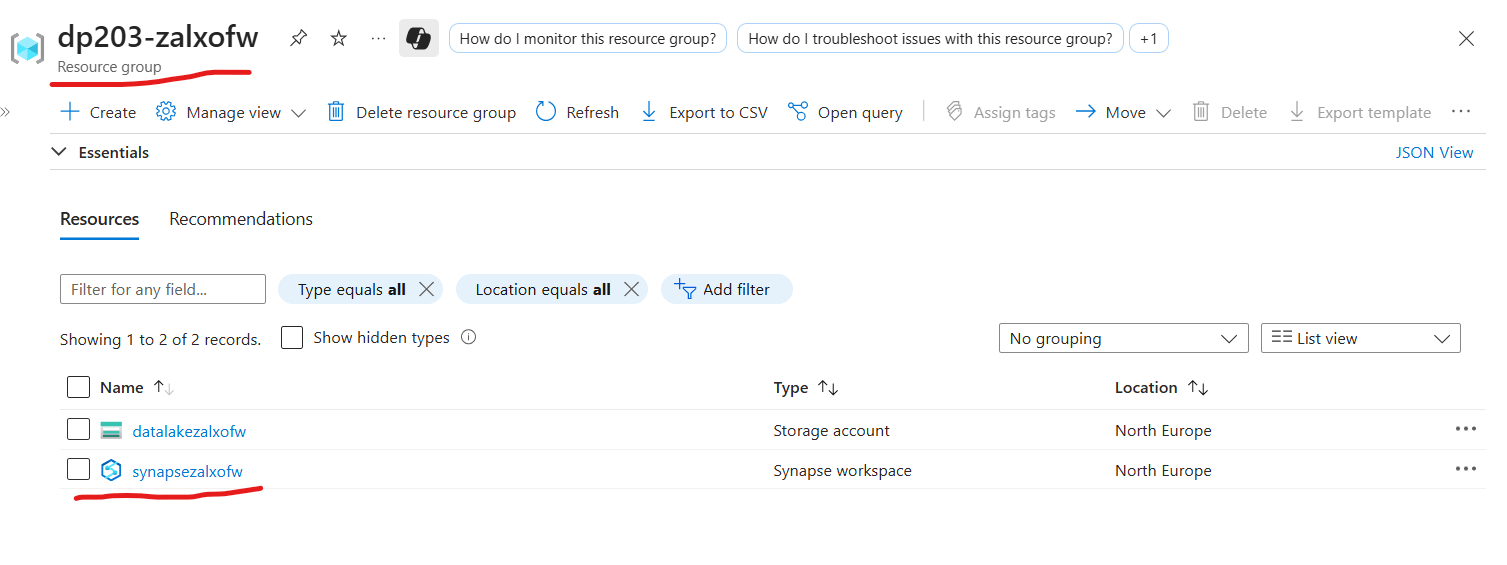 dp203-zalxofw
How do I monitor this resource group?
How do I troubleshoot issues with this resource group?
+1
Resource group
Create
Manage view
Delete resource group
Refresh
Export to CSV
Open query
Assign tags
Move
Delete
Export template
Essentials
JSON View
Resources
Recommendations
Filter for any field...
Type equals all
Location equals all
Add filter
Showing 1 to 2 of 2 records.
Show hidden types
No grouping
List view
Name
Type
Location
datalakezalxofw
Storage account
North Europe
synapsezalxofw
Synapse workspace
North Europe